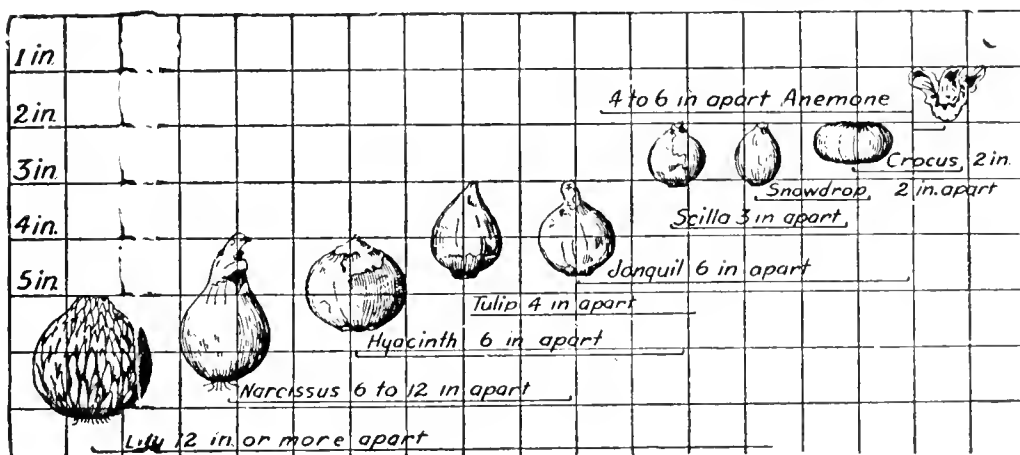 1 in.
2 in.
3 in.
4 in.
5 in.
4 to 6 in apart Anemone
Crocus, 2 in.
Snowdrop 2 in. apart
Scilla 3 in apart
Jonquil 6 in apart
Tulip 4 in apart
Hyacinth 6 in apart
Narcissus 6 to 12 in apart
Lily 12 in. or more apart